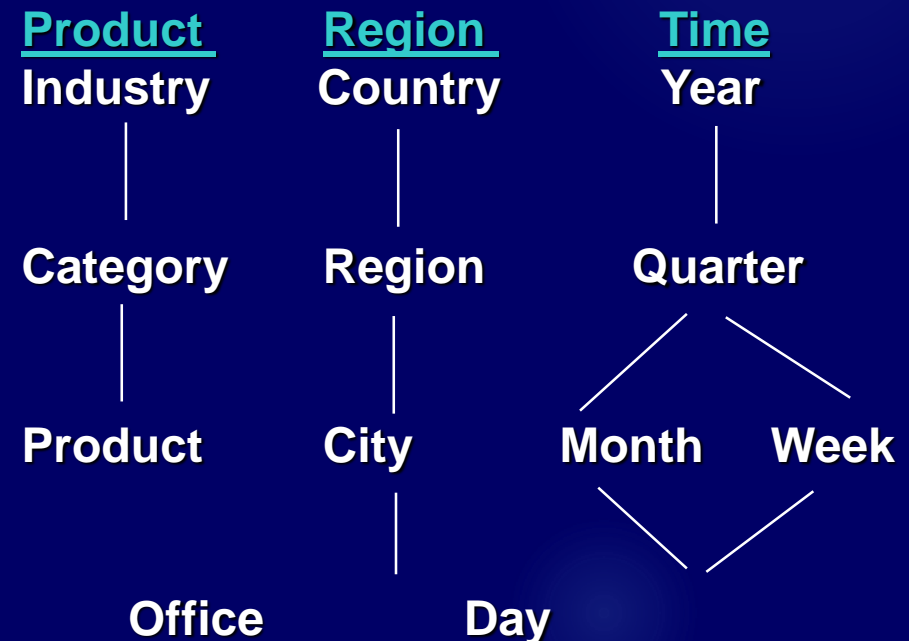 Product Region Time
Industry Country Year
Category Region Quarter
Product City Month Week
Office Day